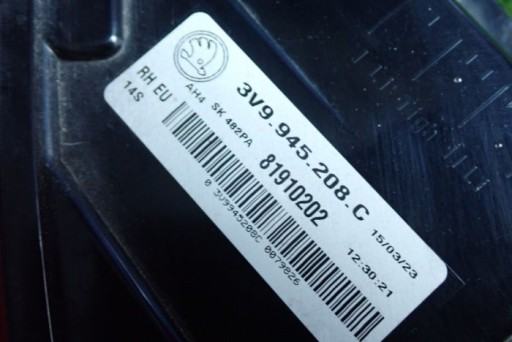 3V9.945.208.C
RH EU
AH4 SK 482PA
15/03/23
14S
81910202
12:30:21
0 3V9945208C 0079826